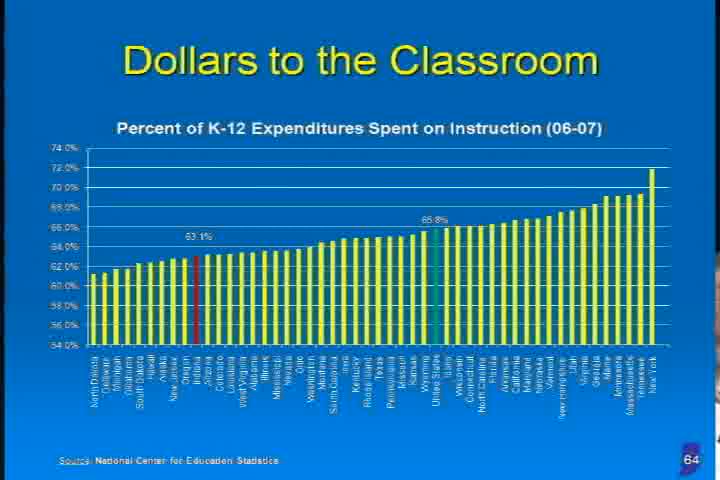 Dollars to the Classroom
Percent of K-12 Expenditures Spent on Instruction (06-07)
74.0%
72.0%
70.0%
68.0%
66.0%
64.0%
62.0%
60.0%
58.0%
56.0%
54.0%
63.1%
65.8%
North Dakota
Delaware
Michigan
Oklahoma
South Dakota
Hawaii
Alaska
New Jersey
Oregon
Indiana
Arizona
Colorado
Louisiana
West Virginia
Alabama
Illinois
Mississippi
Nevada
Ohio
Washington
Montana
South Carolina
Iowa
Kentucky
Rhode Island
Texas
Pennsylvania
Missouri
Kansas
Wyoming
United States
Idaho
Wisconsin
Connecticut
North Carolina
Florida
Arkansas
California
Maryland
Nebraska
Vermont
New Hampshire
Utah
Virginia
Georgia
Maine
Minnesota
Massachusetts
Tennessee
New York
Source: National Center for Education Statistics
64